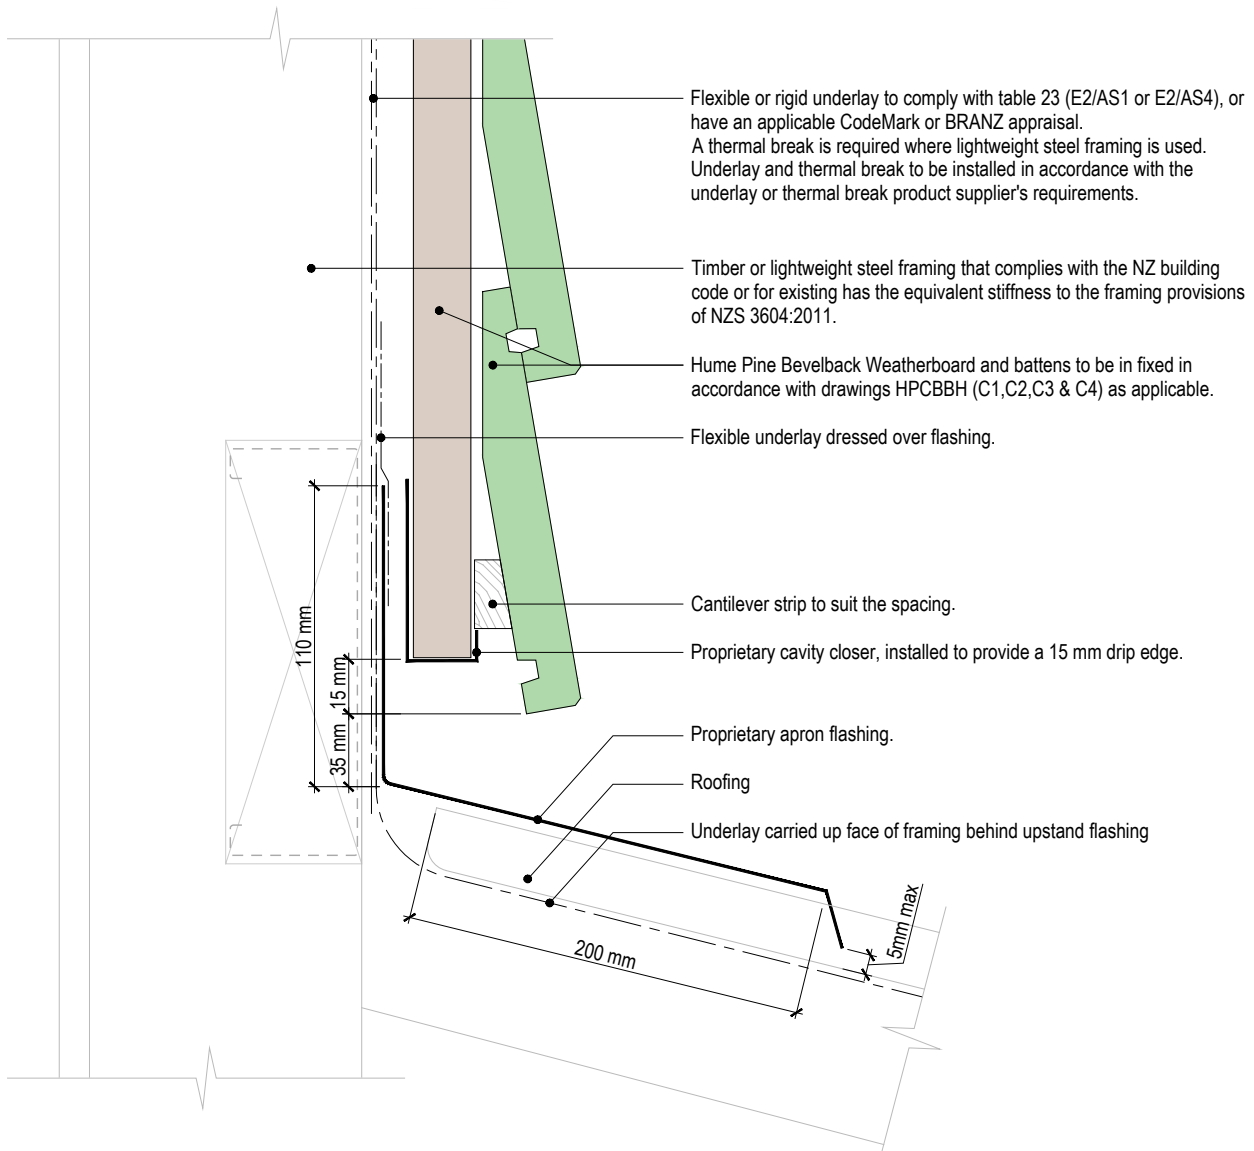 Flexible or rigid underlay to comply with table 23 (E2/AS1 or E2/AS4), or
have an applicable CodeMark or BRANZ appraisal.
A thermal break is required where lightweight steel framing is used.
Underlay and thermal break to be installed in accordance with the
underlay or thermal break product supplier's requirements.
Timber or lightweight steel framing that complies with the NZ building
code or for existing has the equivalent stiffness to the framing provisions
of NZS 3604:2011.
Hume Pine Bevelback Weatherboard and battens to be in fixed in
accordance with drawings HPCBBH (C1,C2,C3 & C4) as applicable.
Flexible underlay dressed over flashing.
Cantilever strip to suit the spacing.
Proprietary cavity closer, installed to provide a 15 mm drip edge.
Proprietary apron flashing.
Roofing
Underlay carried up face of framing behind upstand flashing
110 mm
15 mm
35 mm
200 mm
5mm max